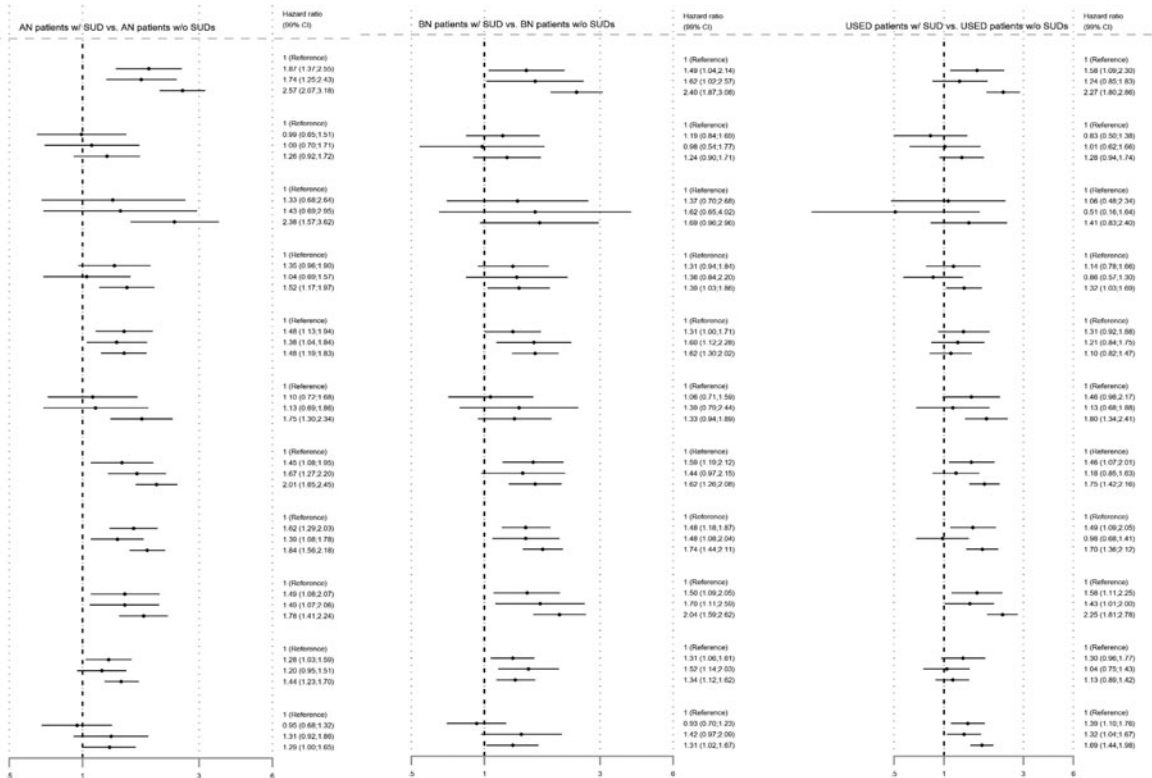 Hazard ratio
AN patients w/ SUD vs. AN patients w/o SUDs
(99% CI)
1 (Reference)
1.87 (1.37;2.55)
1.74 (1.25;2.43)
2.57 (2.07;3.18)
1 (Reference)
0.99 (0.65;1.51)
1.09 (0.70;1.71)
1.26 (0.92;1.72)
1 (Reference)
1.33 (0.68;2.64)
1.43 (0.69;2.95)
2.38 (1.57;3.62)
1 (Reference)
1.35 (0.96;1.90)
1.04 (0.69;1.57)
1.52 (1.17;1.97)
1 (Reference)
1.48 (1.13;1.94)
1.38 (1.04;1.84)
1.48 (1.19;1.83)
1 (Reference)
1.10 (0.72;1.68)
1.13 (0.69;1.86)
1.75 (1.30;2.34)
1 (Reference)
1.45 (1.08;1.95)
1.67 (1.27;2.20)
2.01 (1.65;2.45)
1 (Reference)
1.62 (1.29;2.03)
1.39 (1.08;1.78)
1.84 (1.56;2.18)
1 (Reference)
1.49 (1.08;2.07)
1.49 (1.07;2.08)
1.78 (1.41;2.24)
1 (Reference)
1.28 (1.03;1.59)
1.20 (0.95;1.51)
1.44 (1.23;1.70)
1 (Reference)
0.95 (0.68;1.32)
1.31 (0.92;1.86)
1.29 (1.00;1.65)
.5 1 3 6
Hazard ratio
BN patients w/ SUD vs. BN patients w/o SUDs
(99% CI)
1 (Reference)
1.49 (1.04;2.14)
1.62 (1.02;2.57)
2.40 (1.87;3.08)
1 (Reference)
1.19 (0.84;1.69)
0.98 (0.54;1.77)
1.24 (0.90;1.71)
1 (Reference)
1.37 (0.70;2.68)
1.62 (0.65;4.02)
1.69 (0.96;2.96)
1 (Reference)
1.31 (0.94;1.84)
1.36 (0.84;2.20)
1.39 (1.03;1.86)
1 (Reference)
1.31 (1.00;1.71)
1.60 (1.12;2.28)
1.62 (1.30;2.02)
1 (Reference)
1.06 (0.71;1.59)
1.39 (0.79;2.44)
1.33 (0.94;1.89)
1 (Reference)
1.59 (1.19;2.12)
1.44 (0.97;2.15)
1.62 (1.26;2.08)
1 (Reference)
1.48 (1.18;1.87)
1.48 (1.08;2.04)
1.74 (1.44;2.11)
1 (Reference)
1.50 (1.09;2.05)
1.70 (1.11;2.59)
2.04 (1.59;2.62)
1 (Reference)
1.31 (1.06;1.61)
1.52 (1.14;2.03)
1.34 (1.12;1.62)
1 (Reference)
0.93 (0.70;1.23)
1.42 (0.97;2.09)
1.31 (1.02;1.67)
.5 1 3 6
Hazard ratio
USED patients w/ SUD vs. USED patients w/o SUDs
(99% CI)
1 (Reference)
1.58 (1.09;2.30)
1.24 (0.85;1.83)
2.27 (1.80;2.86)
1 (Reference)
0.83 (0.50;1.38)
1.01 (0.62;1.66)
1.28 (0.94;1.74)
1 (Reference)
1.06 (0.48;2.34)
0.51 (0.16;1.64)
1.41 (0.83;2.40)
1 (Reference)
1.14 (0.78;1.66)
0.86 (0.57;1.30)
1.32 (1.03;1.69)
1 (Reference)
1.31 (0.92;1.88)
1.21 (0.84;1.75)
1.10 (0.82;1.47)
1 (Reference)
1.46 (0.98;2.17)
1.13 (0.68;1.88)
1.80 (1.34;2.41)
1 (Reference)
1.46 (1.07;2.01)
1.18 (0.85;1.63)
1.75 (1.42;2.16)
1 (Reference)
1.49 (1.09;2.05)
0.98 (0.68;1.41)
1.70 (1.36;2.12)
1 (Reference)
1.58 (1.11;2.25)
1.43 (1.01;2.00)
2.25 (1.81;2.78)
1 (Reference)
1.30 (0.96;1.77)
1.04 (0.75;1.43)
1.13 (0.89;1.42)
1 (Reference)
1.39 (1.10;1.76)
1.32 (1.04;1.67)
1.69 (1.44;1.98)
.5 1 3 6